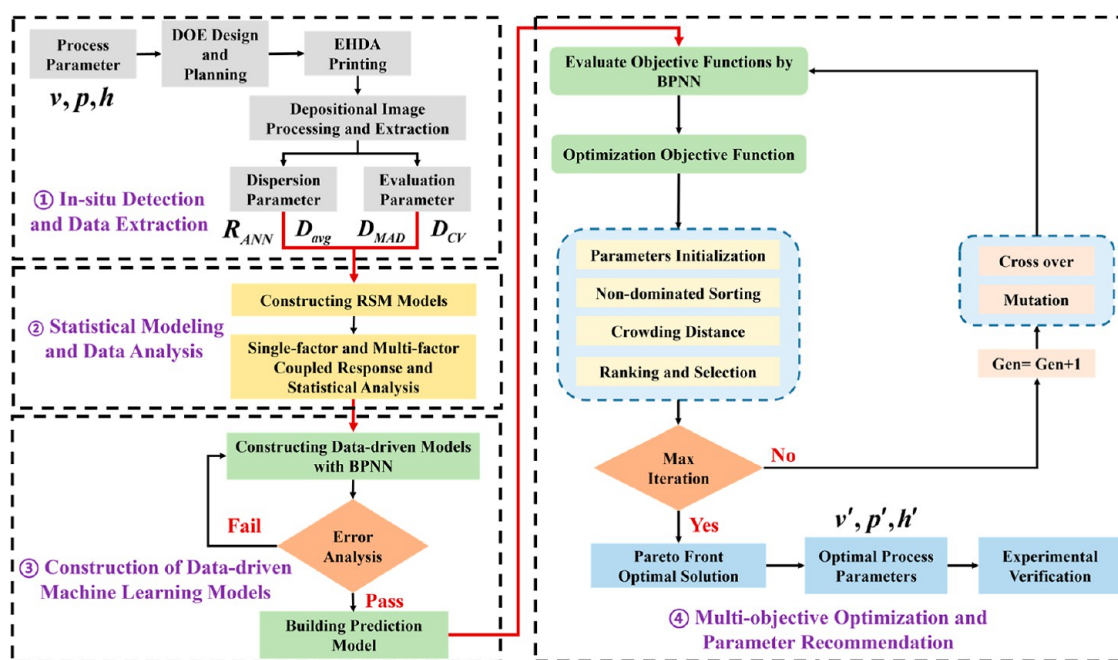 Process
Parameter
v, p, h
DOE Design
and
Planning
EHDA
Printing
Depositional Image
Processing and Extraction
Dispersion
Parameter
Evaluation
Parameter
① In-situ Detection
and Data Extraction
R_ANN D_avg D_MAD D_CV
Constructing RSM Models
② Statistical Modeling
and Data Analysis
Single-factor and Multi-factor
Coupled Response and
Statistical Analysis
Constructing Data-driven Models
with BPNN
Fail
Error
Analysis
③ Construction of Data-driven
Machine Learning Models
Pass
Building Prediction
Model
Evaluate Objective Functions by
BPNN
Optimization Objective Function
Parameters Initialization
Non-dominated Sorting
Crowding Distance
Ranking and Selection
Cross over
Mutation
Gen= Gen+1
Max
Iteration
No
Yes
v′, p′, h′
Pareto Front
Optimal Solution
Optimal Process
Parameters
Experimental
Verification
④ Multi-objective Optimization and
Parameter Recommendation